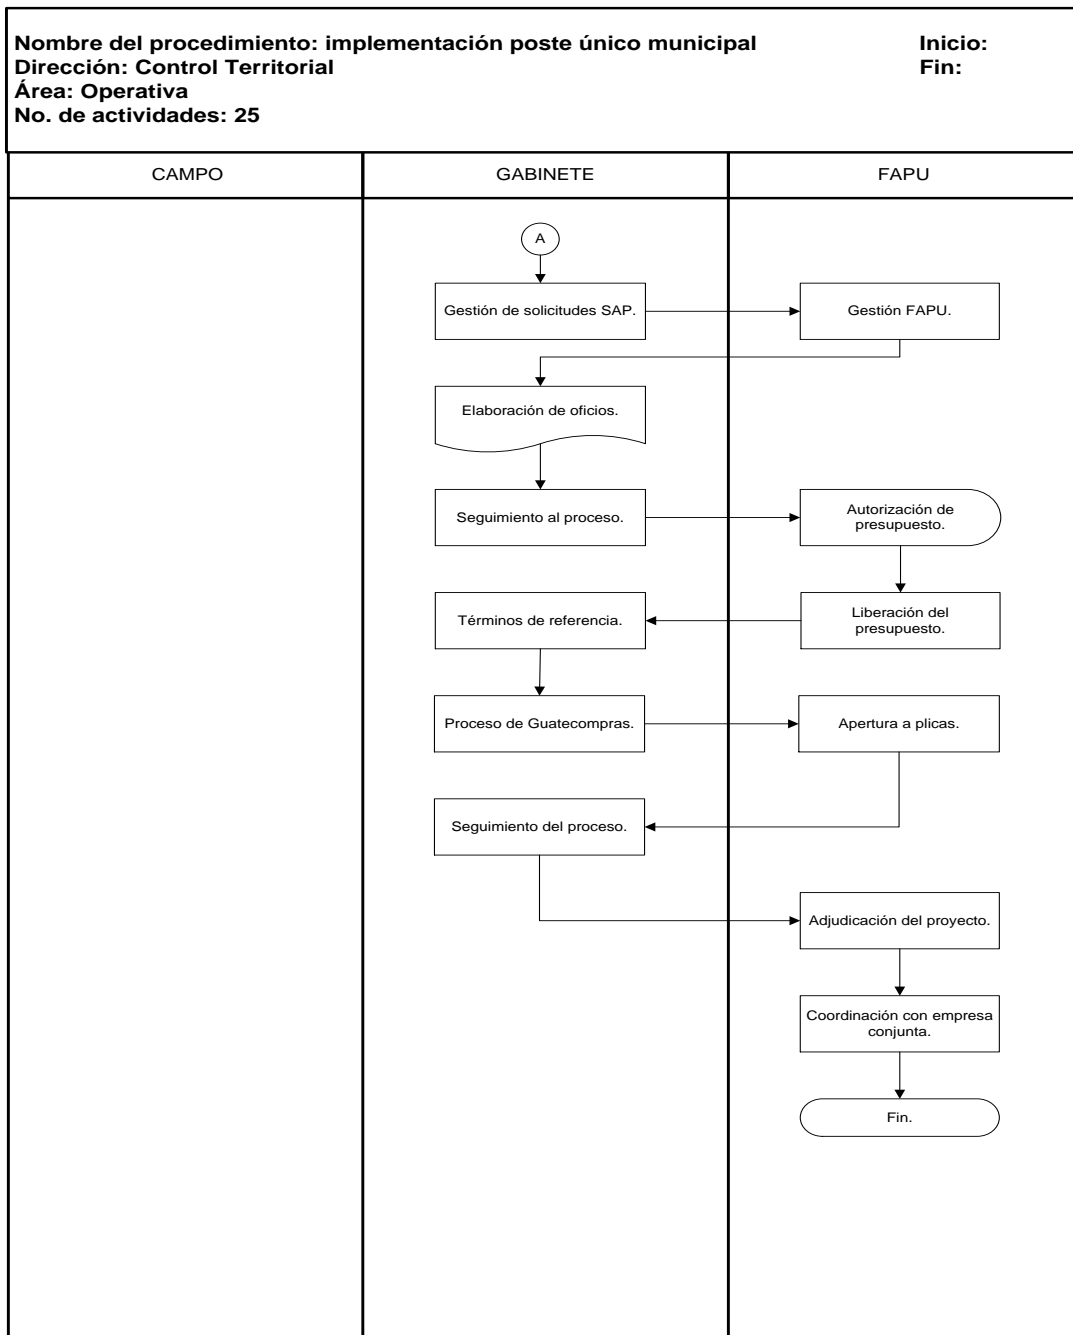 Nombre del procedimiento: implementación poste único municipal
Inicio:
Dirección: Control Territorial
Fin:
Área: Operativa
No. de actividades: 25
CAMPO
GABINETE
FAPU
A
Gestión de solicitudes SAP.
Gestión FAPU.
Elaboración de oficios.
Seguimiento al proceso.
Autorización de
presupuesto.
Liberación del
presupuesto.
Términos de referencia.
Proceso de Guatecompras.
Apertura a plicas.
Seguimiento del proceso.
Adjudicación del proyecto.
Coordinación con empresa
conjunta.
Fin.